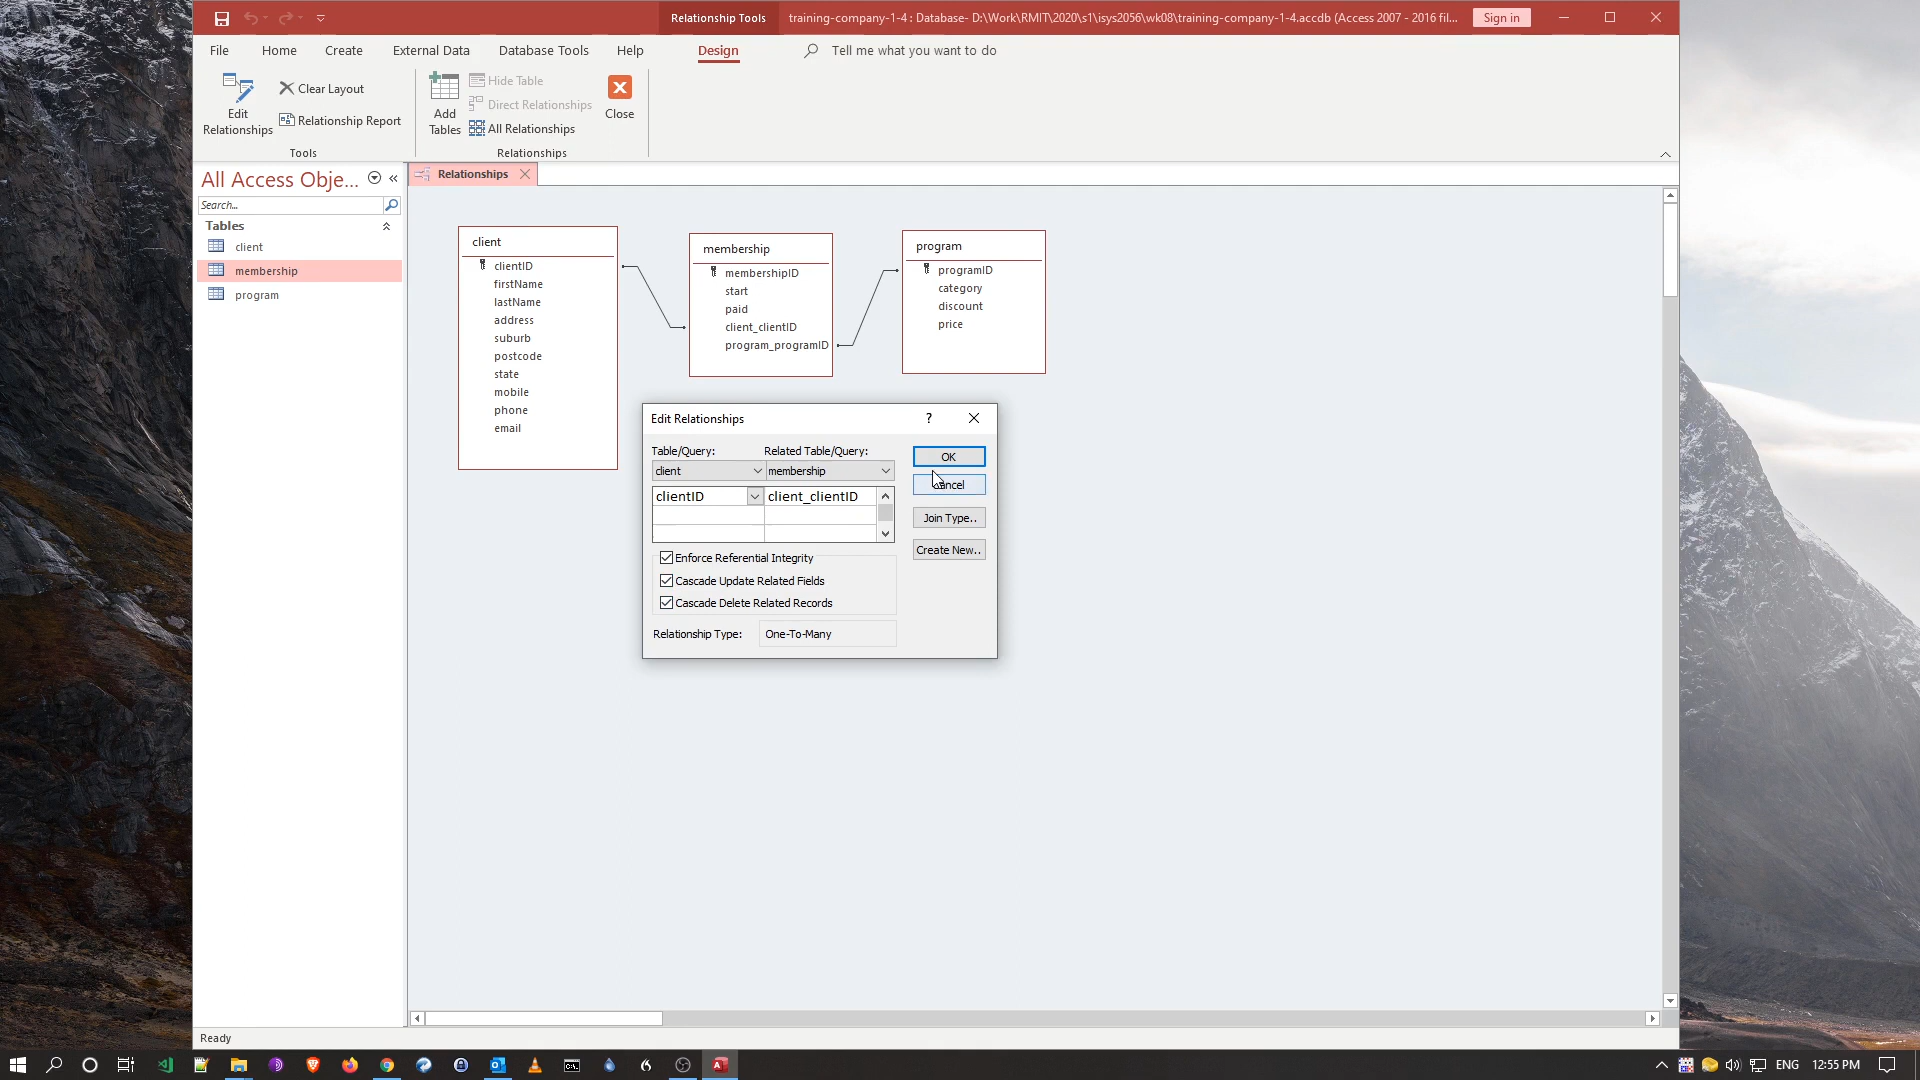 Relationship Tools
training-company-1-4 : Database- D:\Work\RMIT\2020\s1\isys2056\wk08\training-company-1-4.accdb (Access 2007 - 2016 fil...
Sign in
File
Home
Create
External Data
Database Tools
Help
Design
Tell me what you want to do
Edit Relationships
Clear Layout
Relationship Report
Tools
Add Tables
Hide Table
Direct Relationships
All Relationships
Close
Relationships
All Access Obje...
Search...
Tables
client
membership
program
Relationships
client
clientID
firstName
lastName
address
suburb
postcode
state
mobile
phone
email
membership
membershipID
start
paid
client_clientID
program_programID
program
programID
category
discount
price
Edit Relationships
?
Table/Query:
Related Table/Query:
client
membership
clientID
client_clientID
Enforce Referential Integrity
Cascade Update Related Fields
Cascade Delete Related Records
Relationship Type:
One-To-Many
OK
Join Type..
Create New..
Ready
ENG
12:55 PM